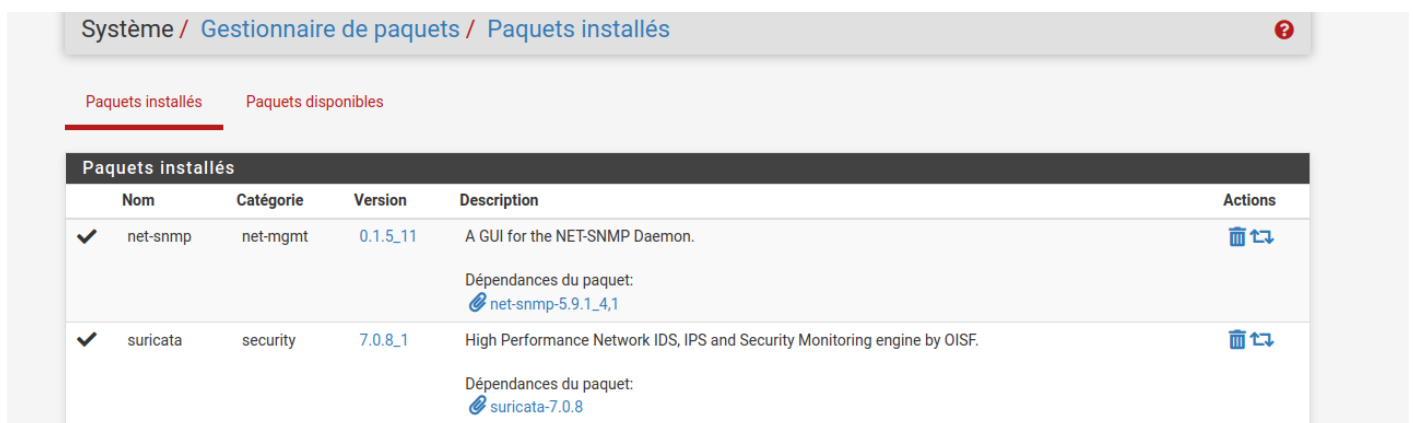 Système / Gestionnaire de paquets / Paquets installés
Paquets installés Paquets disponibles
Paquets installés
Nom Catégorie Version Description Actions
net-snmp net-mgmt 0.1.5_11 A GUI for the NET-SNMP Daemon.
Dépendances du paquet:
net-snmp-5.9.1_4,1
suricata security 7.0.8_1 High Performance Network IDS, IPS and Security Monitoring engine by OISF.
Dépendances du paquet:
suricata-7.0.8